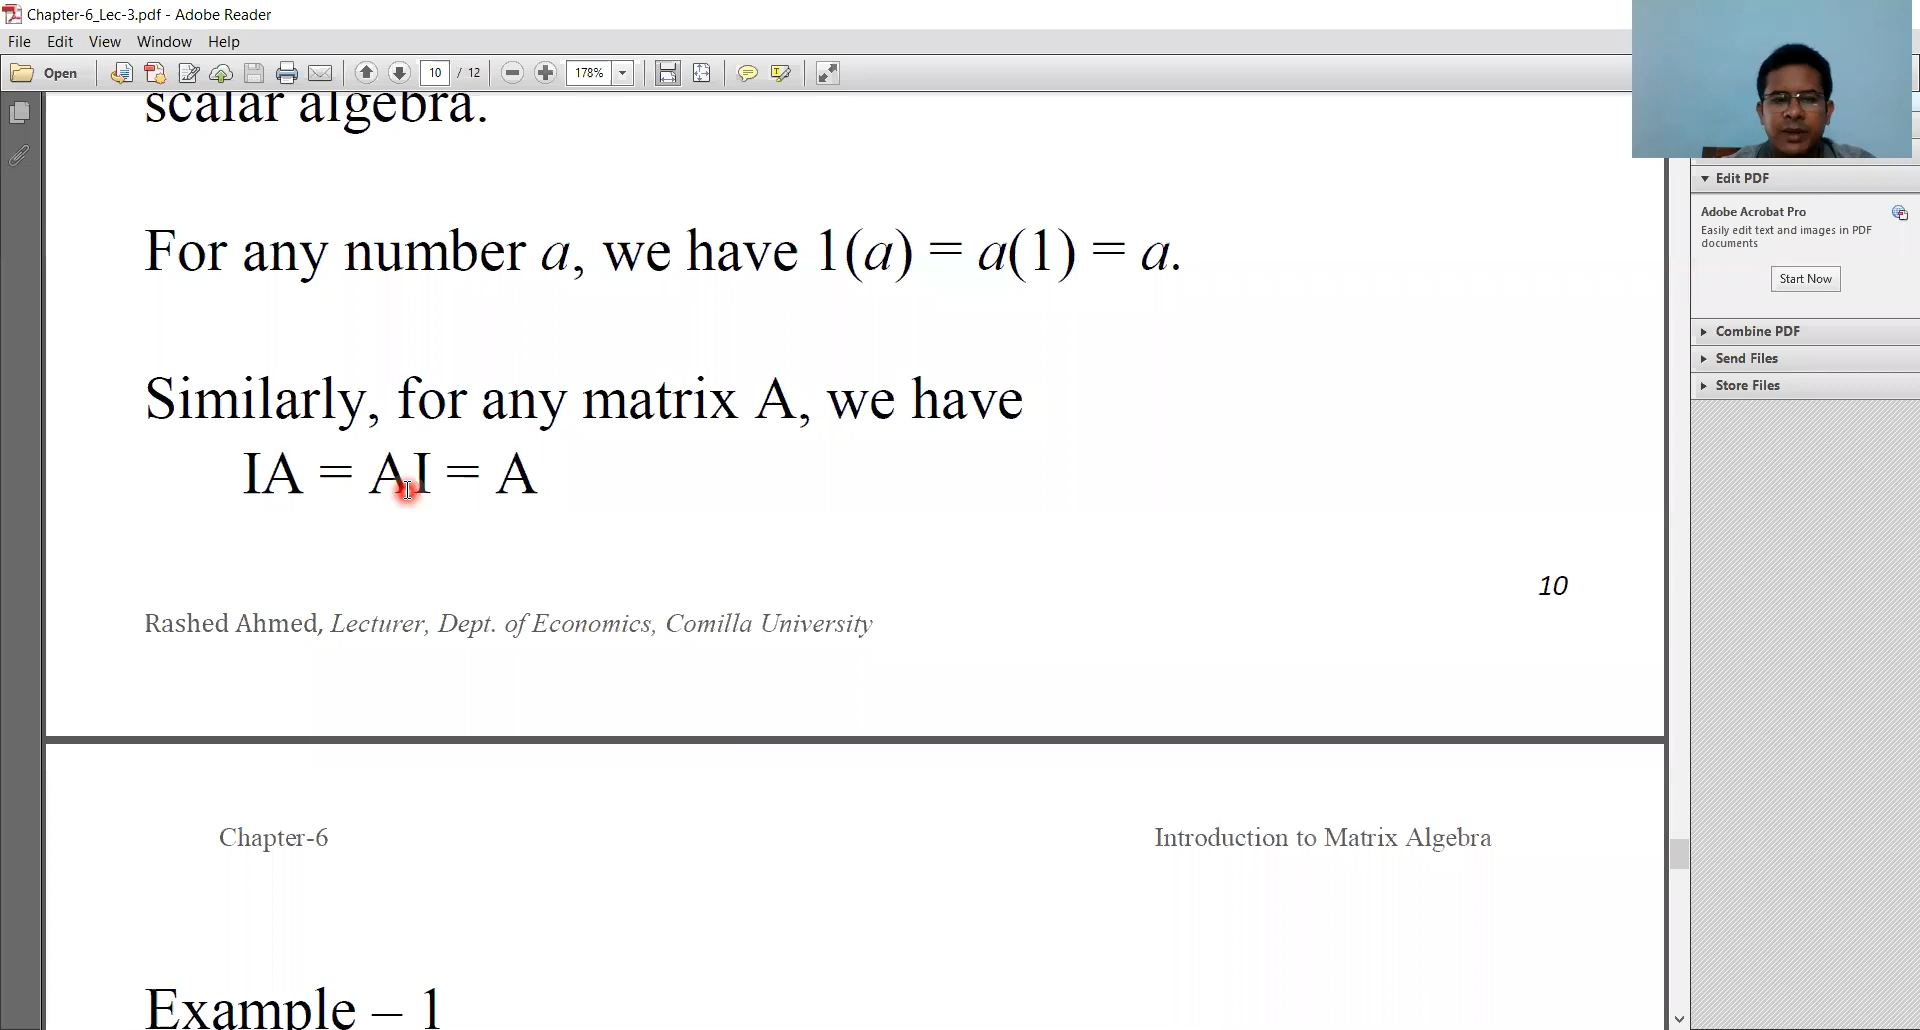 Chapter-6_Lec-3.pdf - Adobe Reader
File Edit View Window Help
Open 10 / 12 178%
scalar algebra.
For any number a, we have 1(a) = a(1) = a.
Similarly, for any matrix A, we have
IA = AI = A
10
Rashed Ahmed, Lecturer, Dept. of Economics, Comilla University
Chapter-6 Introduction to Matrix Algebra
Example – 1
Edit PDF
Adobe Acrobat Pro
Easily edit text and images in PDF
documents
Start Now
Combine PDF
Send Files
Store Files